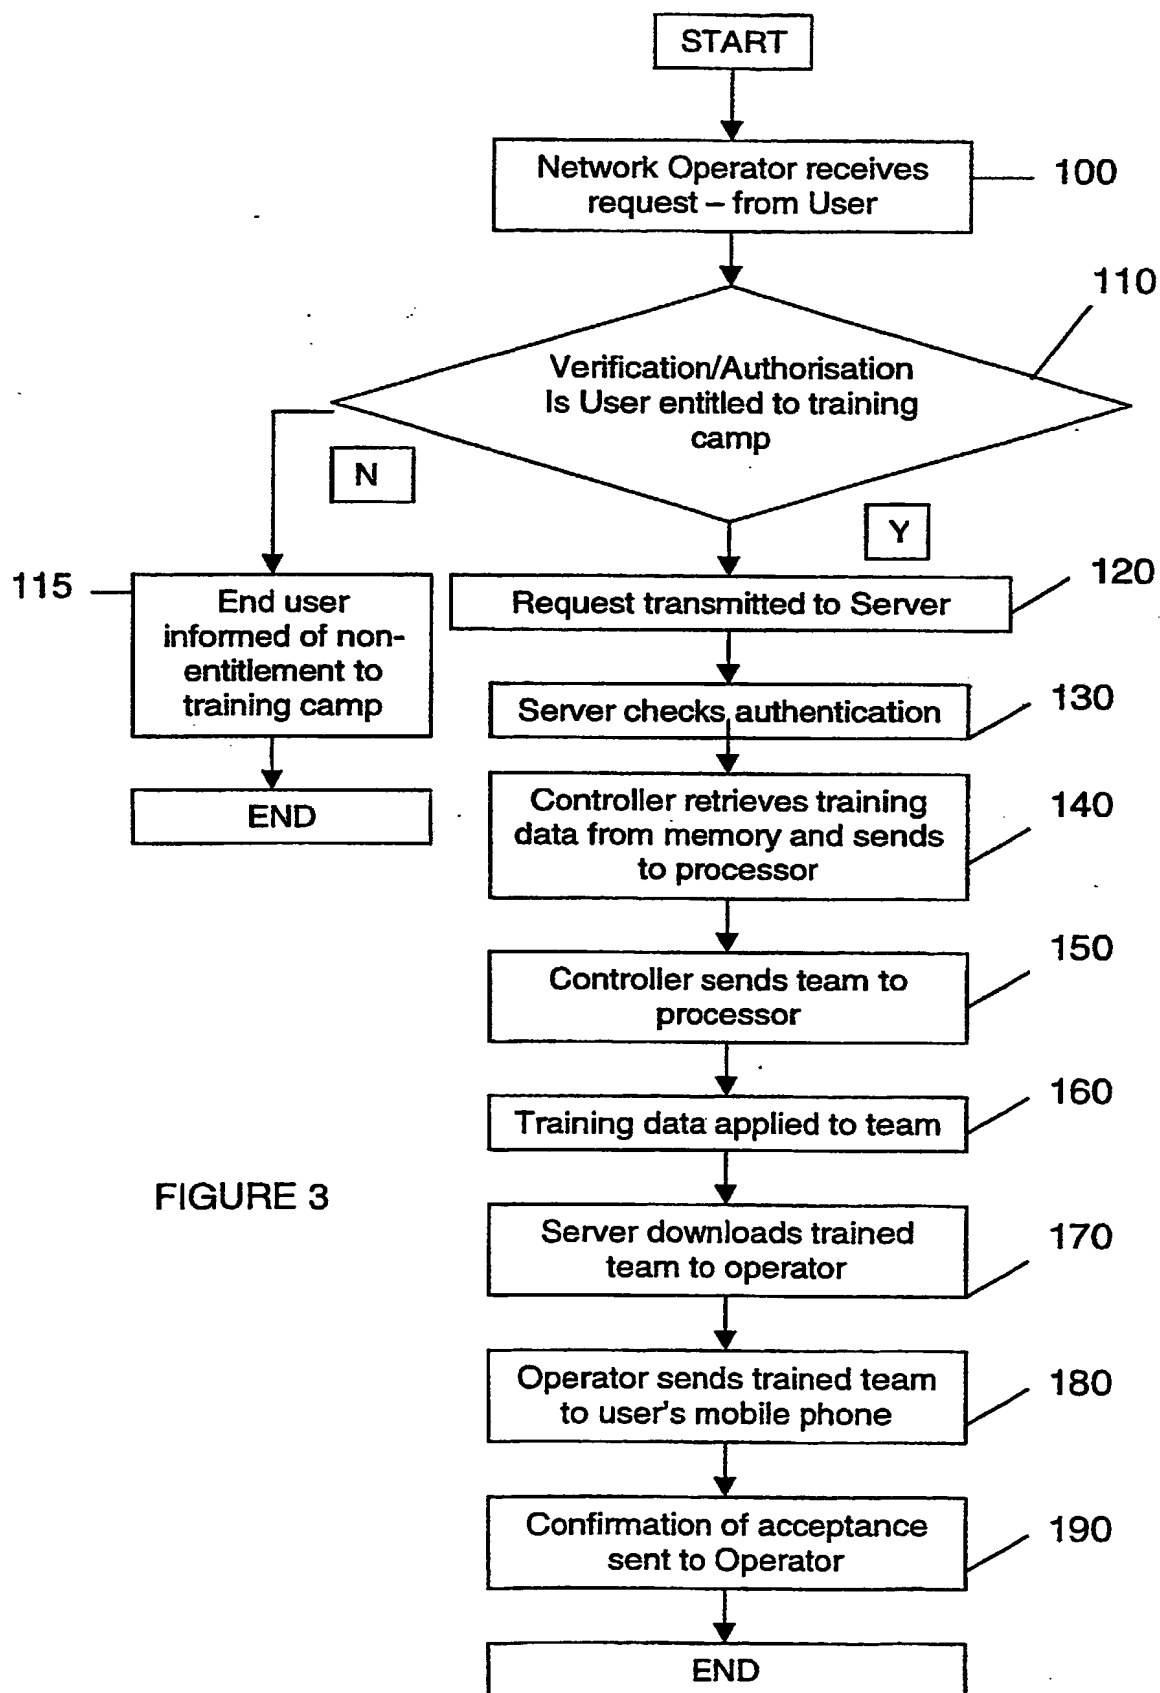 START
Network Operator receives
request – from User
100
110
Verification/Authorisation
Is User entitled to training
camp
N
Y
115
End user
informed of non-
entitlement to
training camp
END
120
Request transmitted to Server
130
Server checks authentication
140
Controller retrieves training
data from memory and sends
to processor
150
Controller sends team to
processor
160
Training data applied to team
FIGURE 3
170
Server downloads trained
team to operator
180
Operator sends trained team
to user's mobile phone
190
Confirmation of acceptance
sent to Operator
END